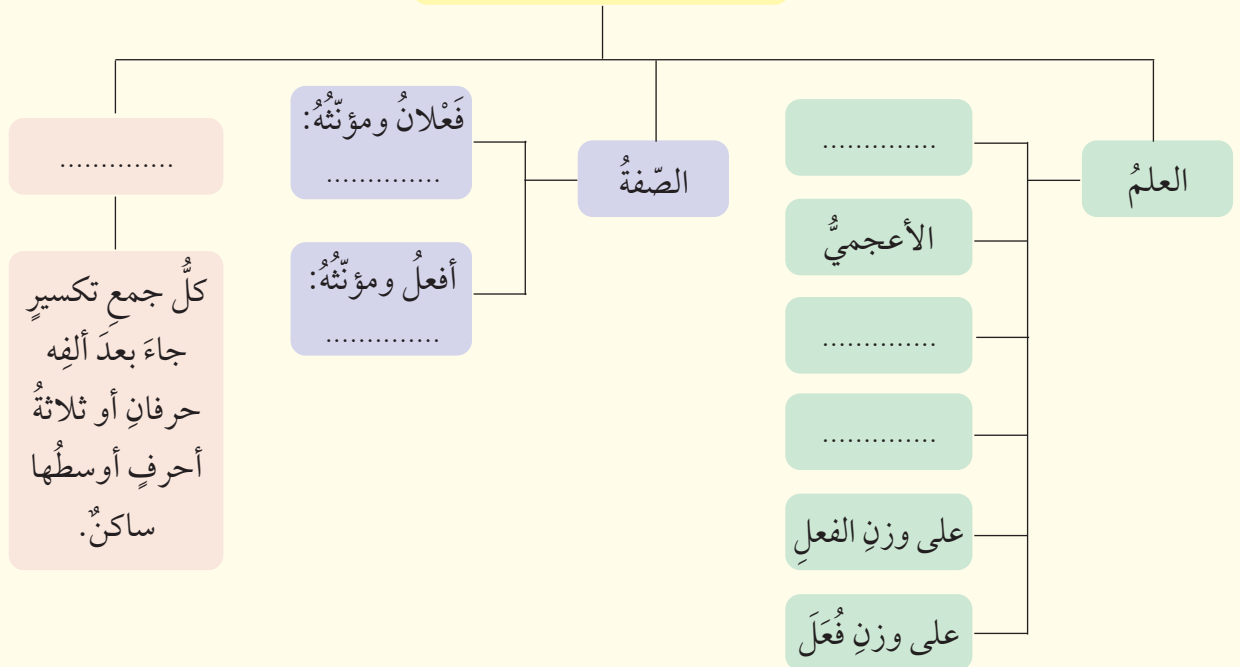 العلمُ
..............
الأعجميُّ
..............
..............
على وزنِ الفعلِ
على وزنِ فُعَلَ
الصّفةُ
فَعْلانُ ومؤنّثُهُ:
..............
أفعلُ ومؤنّثُهُ:
..............
..............
كلُّ جمعِ تكسيرٍ
جاءَ بعدَ ألفِه
حرفانِ أو ثلاثةُ
أحرفٍ أوسطُها
ساكنٌ.